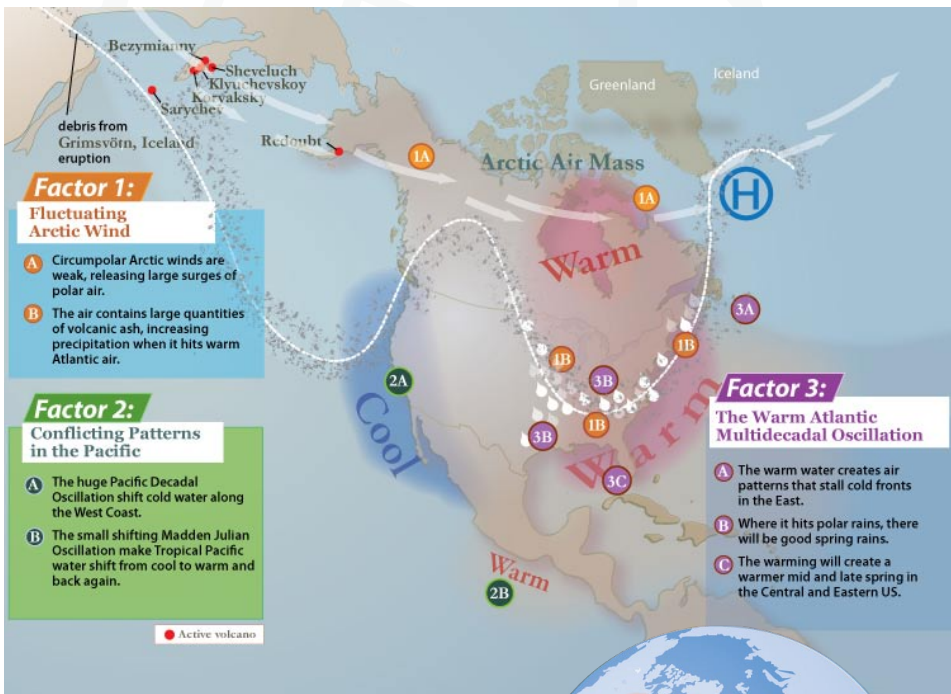 Bezymianny
Sheveluch
Klyuchevskoy
Korvaksky
Sarychev
debris from
Grimsvötn, Iceland
eruption
Redoubt
Greenland
Iceland
Arctic Air Mass
1A
1A
H
Warm
Cool
Warm
Warm
2A
2B
1B
1B
1B
3A
3B
3B
3C
Factor 1:
Fluctuating
Arctic Wind
A Circumpolar Arctic winds are
weak, releasing large surges of
polar air.
B The air contains large quantities
of volcanic ash, increasing
precipitation when it hits warm
Atlantic air.
Factor 2:
Conflicting Patterns
in the Pacific
A The huge Pacific Decadal
Oscillation shift cold water along
the West Coast.
B The small shifting Madden Julian
Oscillation make Tropical Pacific
water shift from cool to warm and
back again.
Active volcano
Factor 3:
The Warm Atlantic
Multidecadal Oscillation
A The warm water creates air
patterns that stall cold fronts
in the East.
B Where it hits polar rains, there
will be good spring rains.
C The warming will create a
warmer mid and late spring in
the Central and Eastern US.